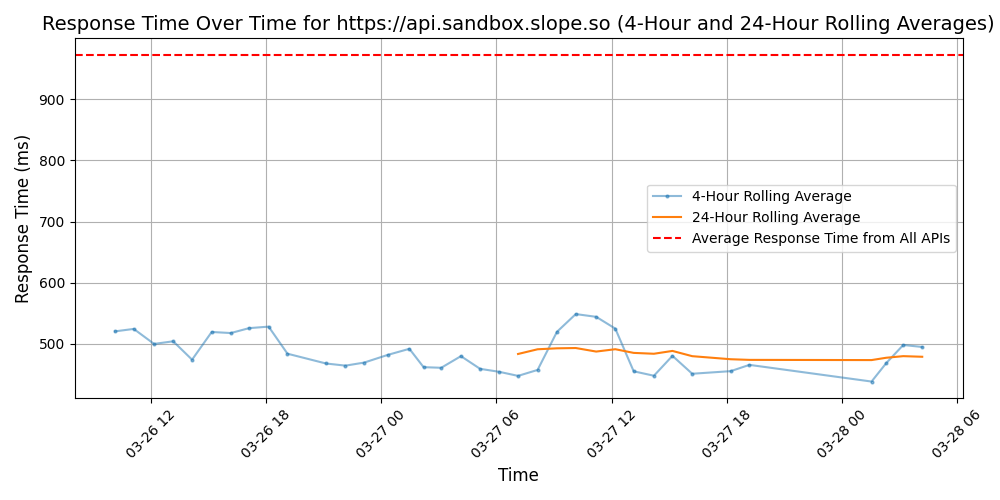 Response Time Over Time for https://api.sandbox.slope.so (4-Hour and 24-Hour Rolling Averages)
Response Time (ms)
900
800
700
600
500
4-Hour Rolling Average
24-Hour Rolling Average
Average Response Time from All APIs
03-26 12
03-26 18
03-27 00
03-27 06
03-27 12
03-27 18
03-28 00
03-28 06
Time